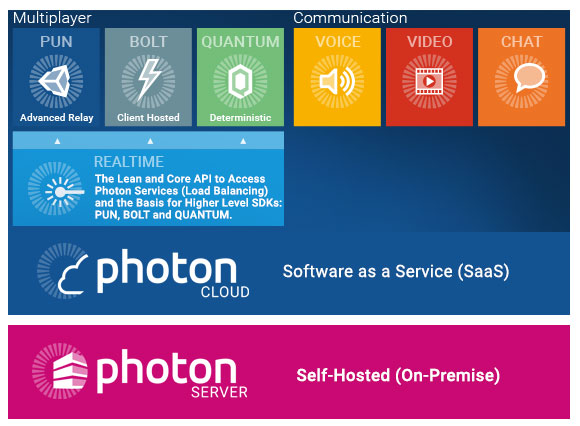 Multiplayer
Communication
PUN
BOLT
QUANTUM
VOICE
VIDEO
CHAT
Advanced Relay
Client Hosted
Deterministic
REALTIME
The Lean and Core API to Access
Photon Services (Load Balancing)
and the Basis for Higher Level SDKs:
PUN, BOLT and QUANTUM.
photon
CLOUD
Software as a Service (SaaS)
photon
SERVER
Self-Hosted (On-Premise)